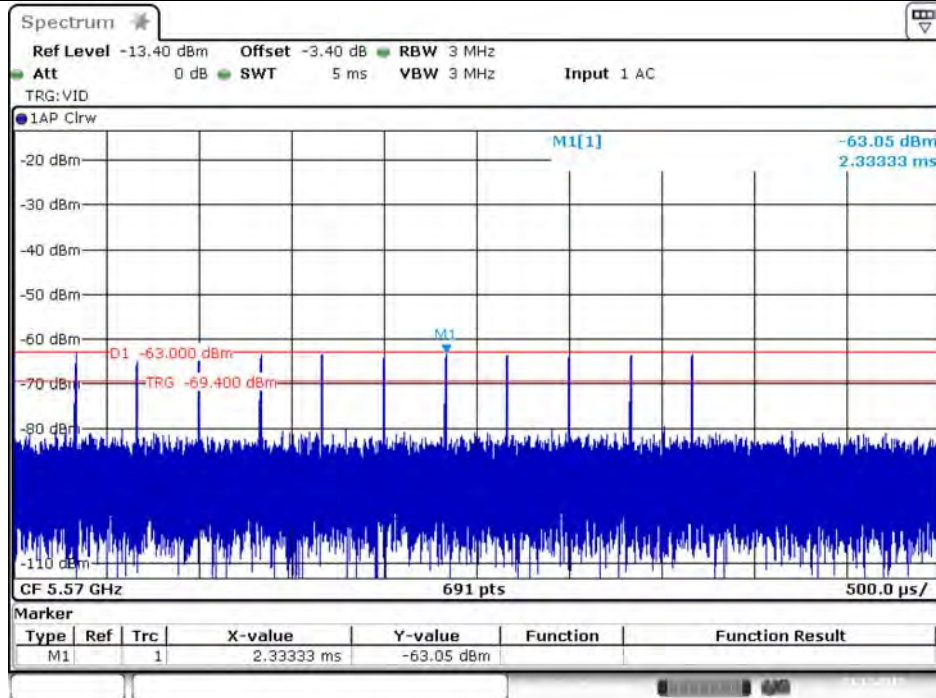 Spectrum
Ref Level -13.40 dBm Offset -3.40 dB RBW 3 MHz
Att 0 dB SWT 5 ms VBW 3 MHz Input 1 AC
TRG:VID
1AP Clrw
M1[1] -63.05 dBm
2.33333 ms
-20 dBm
-30 dBm
-40 dBm
-50 dBm
-60 dBm
M1
D1 -63.000 dBm
-70 dBm
TRG -69.400 dBm
-80 dBm
-110 dBm
CF 5.57 GHz 691 pts 500.0 µs/
Marker
Type Ref Trc X-value Y-value Function Function Result
M1 1 2.33333 ms -63.05 dBm